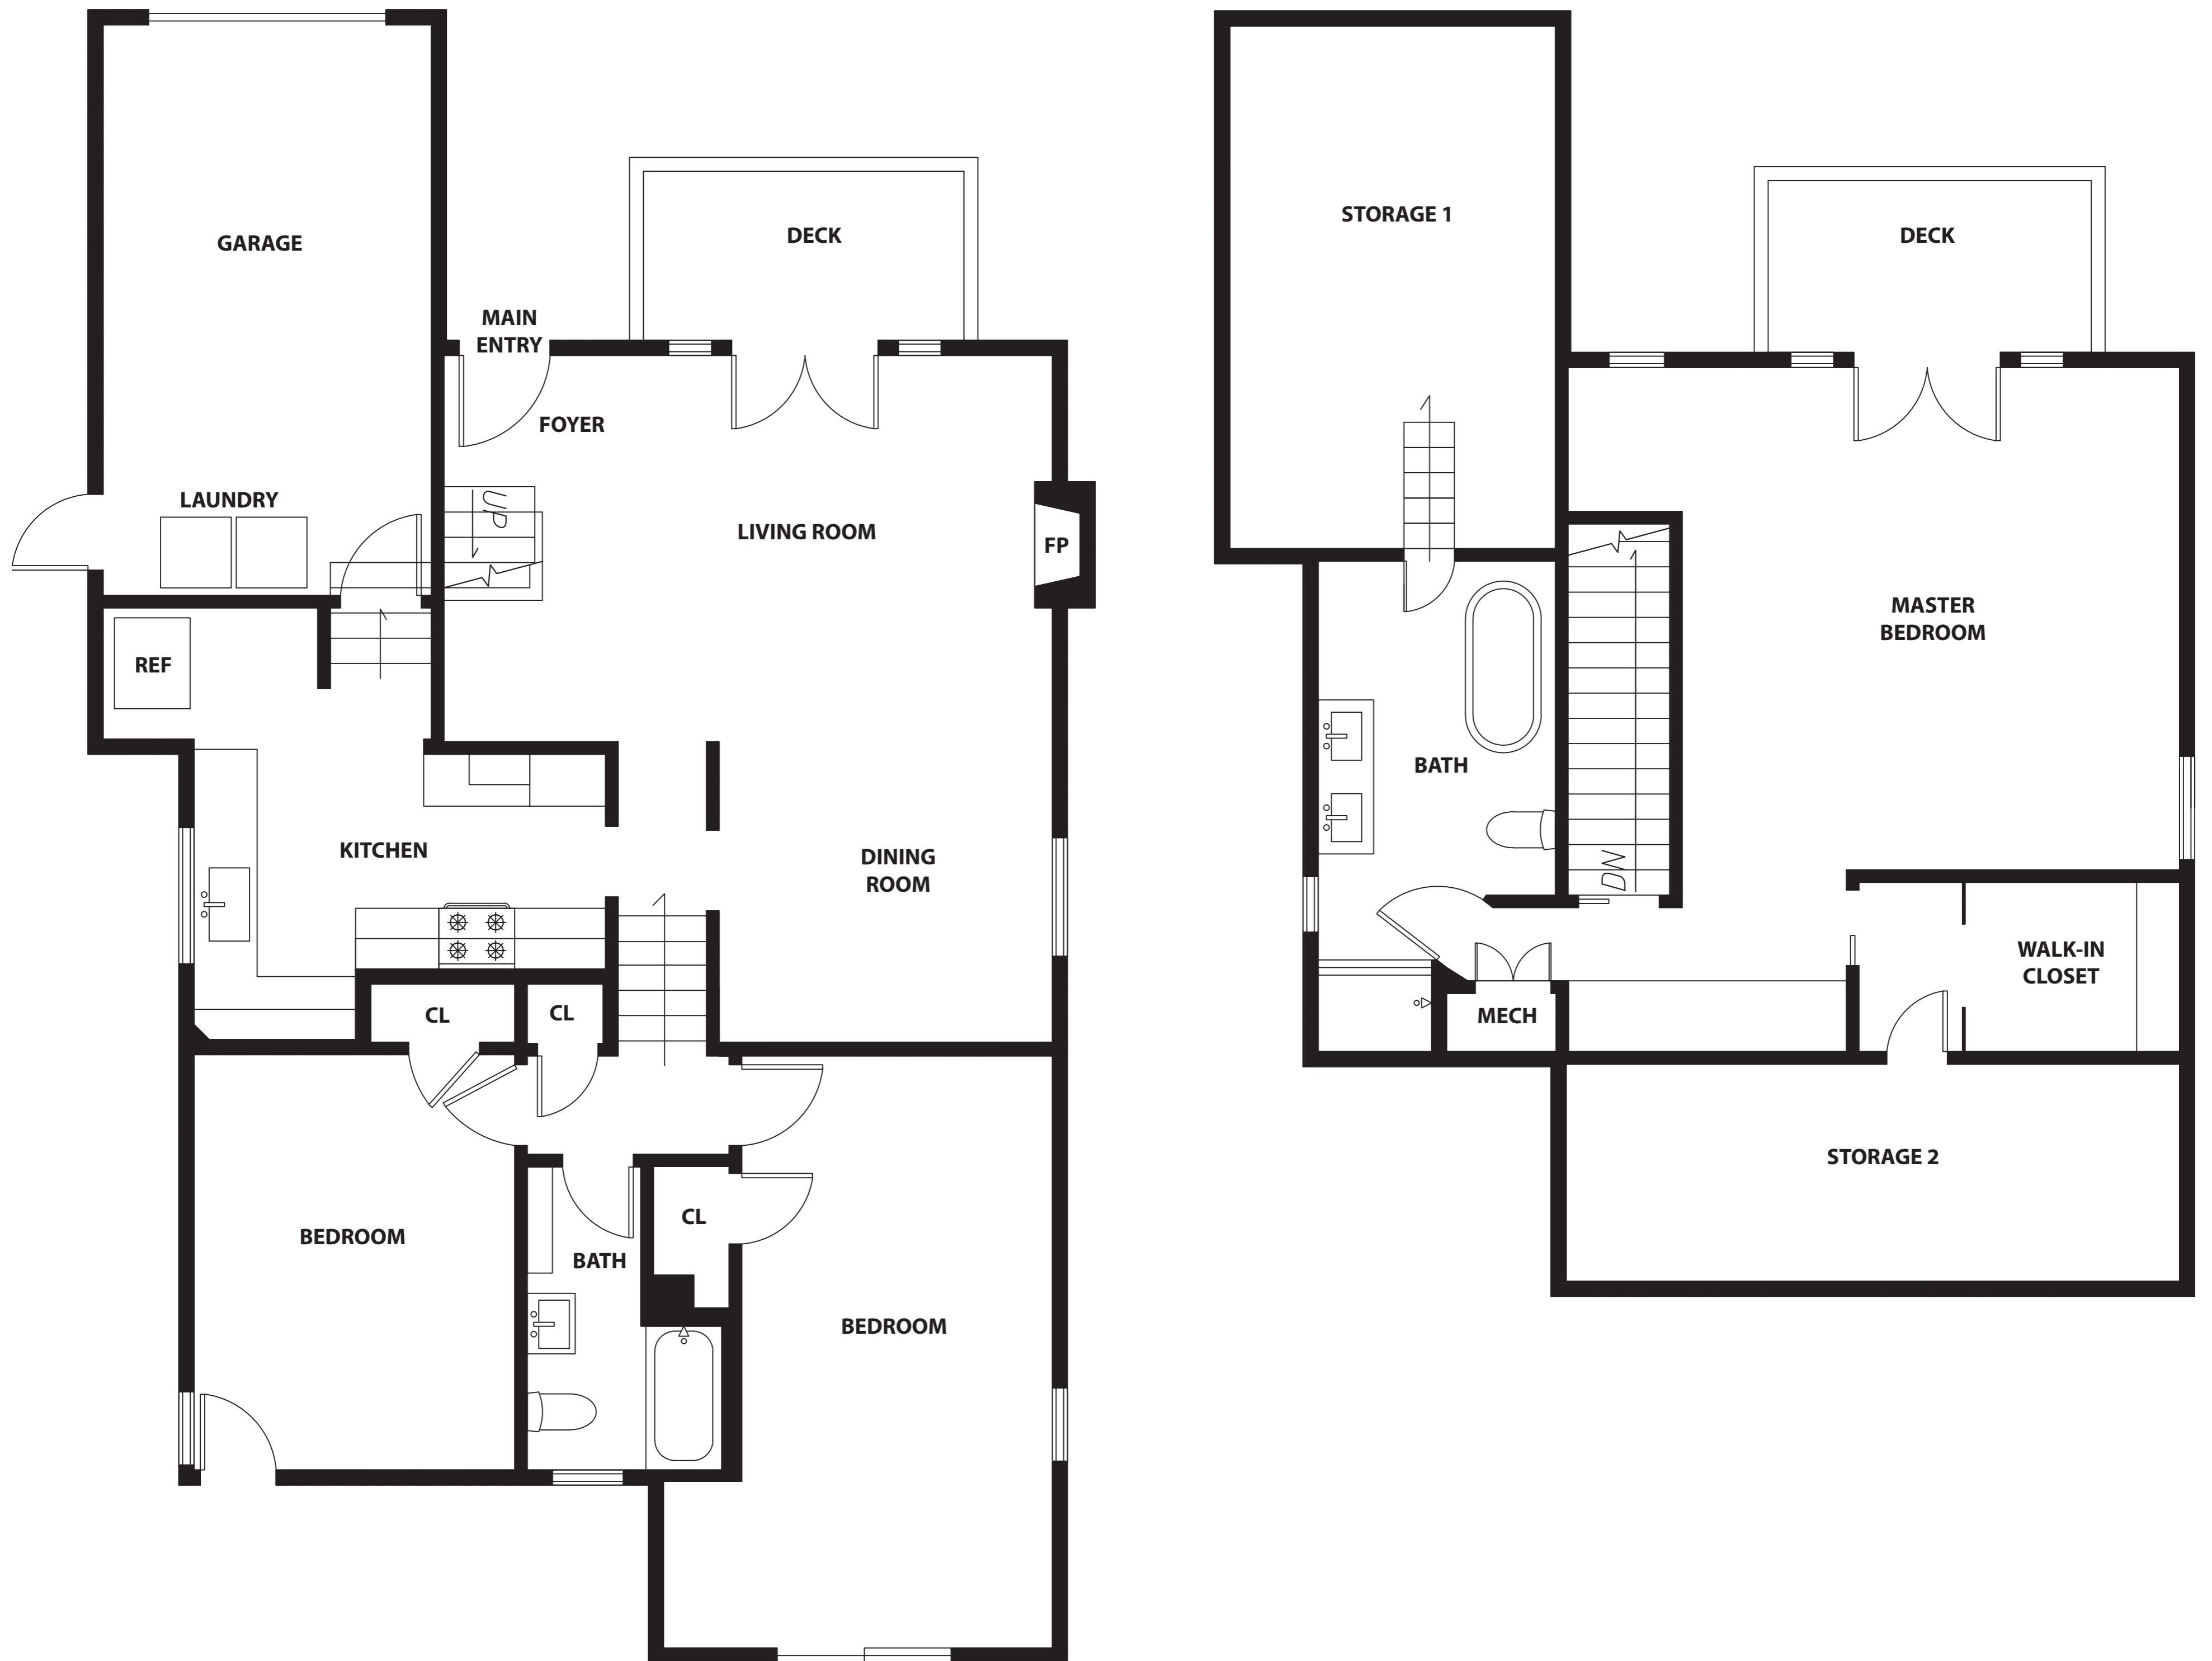 GARAGE
DECK
MAIN
ENTRY
FOYER
LAUNDRY
UP
LIVING ROOM
FP
REF
KITCHEN
DINING
ROOM
CL
CL
BEDROOM
CL
BATH
BEDROOM
STORAGE 1
DECK
MASTER
BEDROOM
BATH
DW
WALK-IN
CLOSET
MECH
STORAGE 2